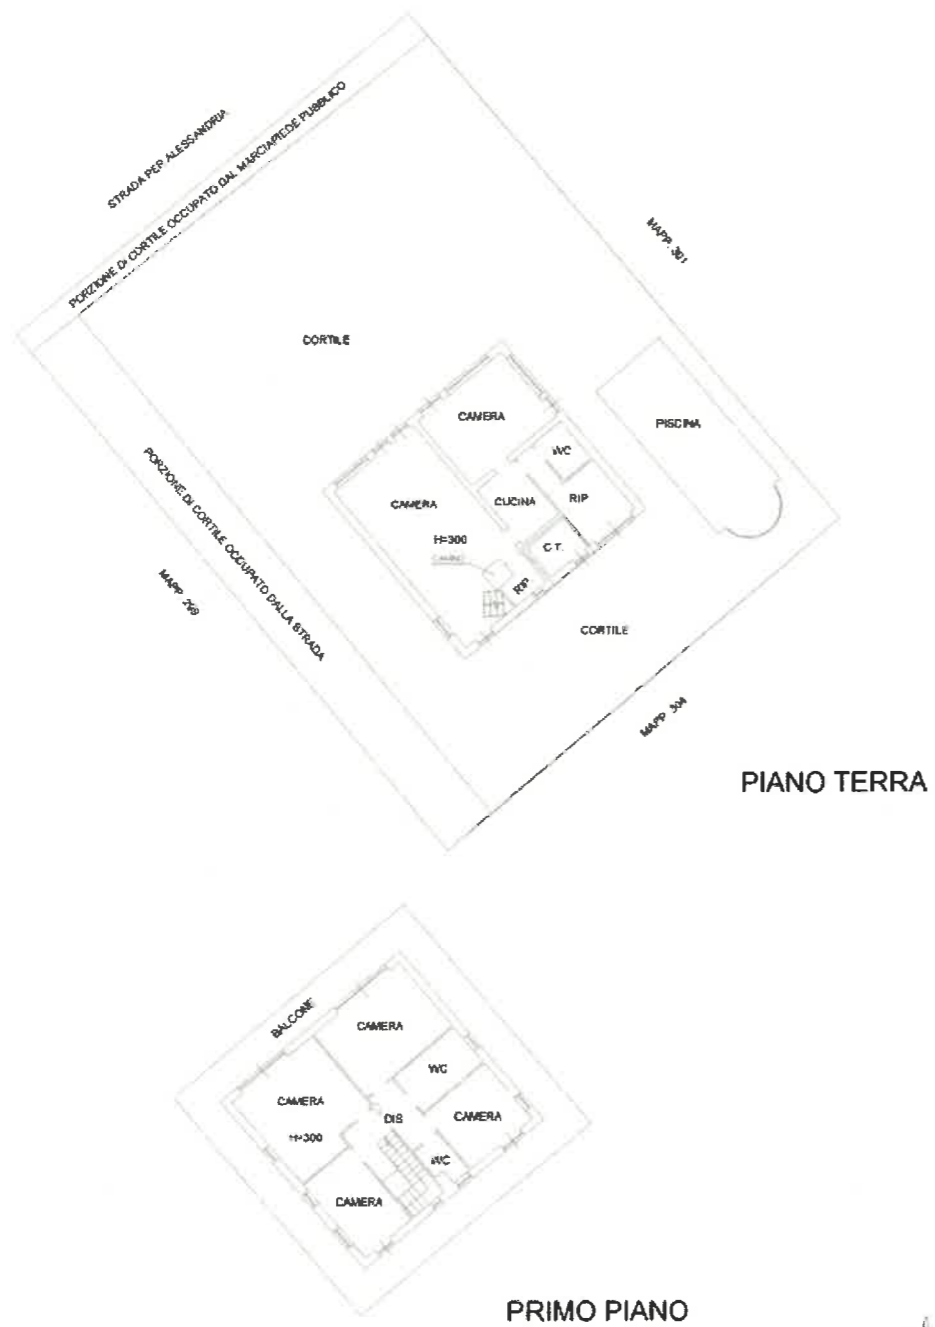 STRADA PER ALESSANDRIA
PORZIONE DI CORTILE OCCUPATO DAL MARCIAPIEDE PUBBLICO
MAPP. 301
CORTILE
CAMERA
PISCINA
WC
PORZIONE DI CORTILE OCCUPATO DALLA STRADA
CAMERA
CUCINA
RIP
H=300
C.T.
CAMINO
RIP
MAPP.
CORTILE
MAPP. 304
PIANO TERRA
BALCONE
CAMERA
WC
CAMERA
DIS
CAMERA
H=300
WC
CAMERA
PRIMO PIANO